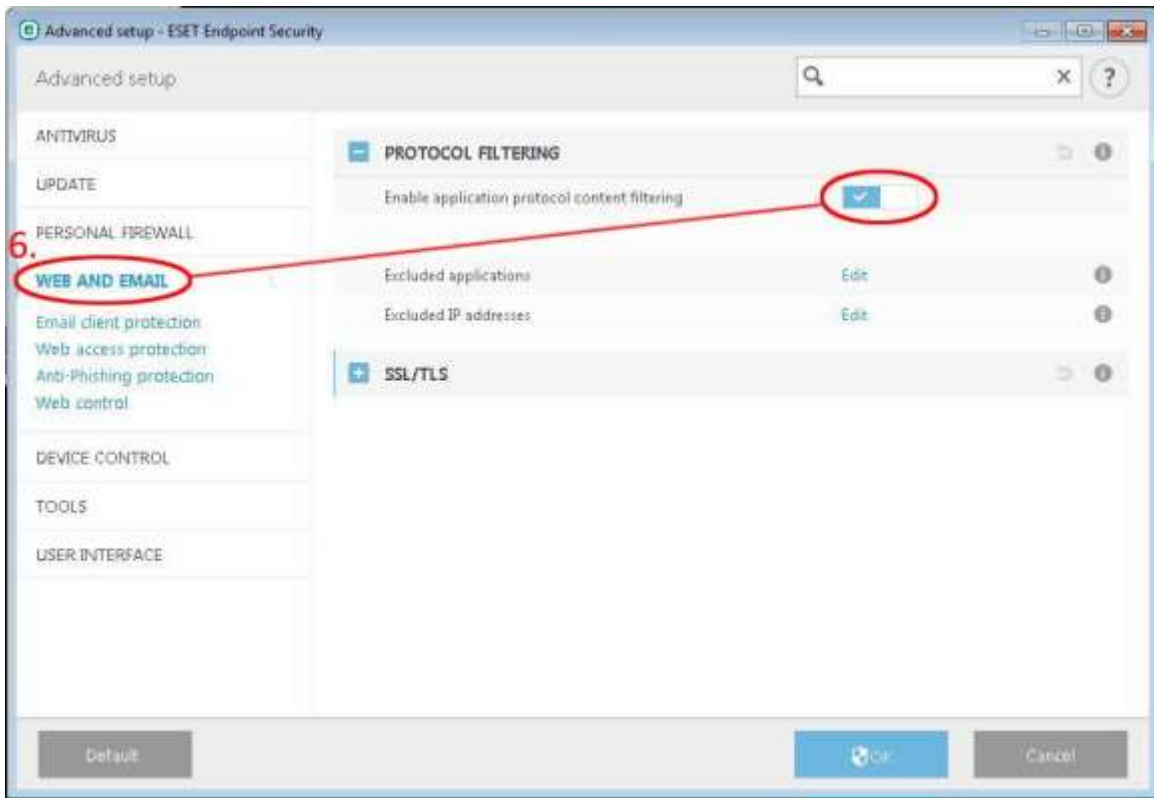 Advanced setup - ESET Endpoint Security
Advanced setup
?
ANTIVIRUS
UPDATE
PERSONAL FIREWALL
6.
WEB AND EMAIL
Email client protection
Web access protection
Anti-Phishing protection
Web control
DEVICE CONTROL
TOOLS
USER INTERFACE
PROTOCOL FILTERING
Enable application protocol content filtering
Excluded applications Edit
Excluded IP addresses Edit
SSL/TLS
Default
OK
Cancel